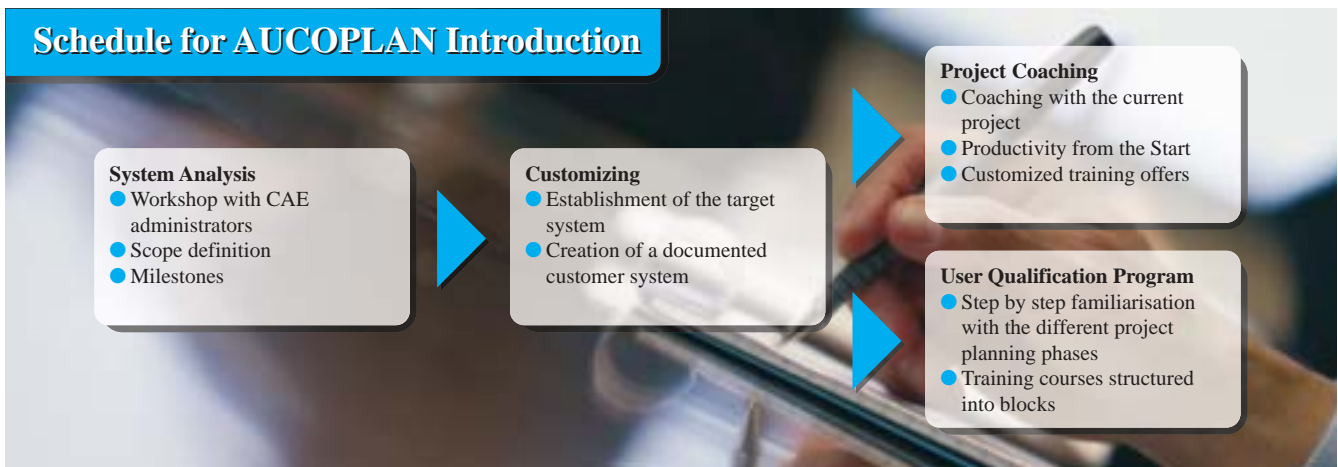 Schedule for AUCOPLAN Introduction
System Analysis
● Workshop with CAE
administrators
● Scope definition
● Milestones
Customizing
● Establishment of the target
system
● Creation of a documented
customer system
Project Coaching
● Coaching with the current
project
● Productivity from the Start
● Customized training offers
User Qualification Program
● Step by step familiarisation
with the different project
planning phases
● Training courses structured
into blocks